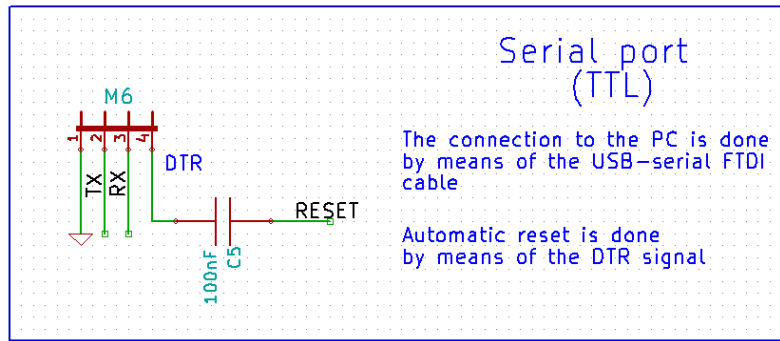 Serial port
(TTL)
M6
1
2
3
4
TX
RX
DTR
The connection to the PC is done
by means of the USB-serial FTDI
cable
RESET
100nF
C5
Automatic reset is done
by means of the DTR signal